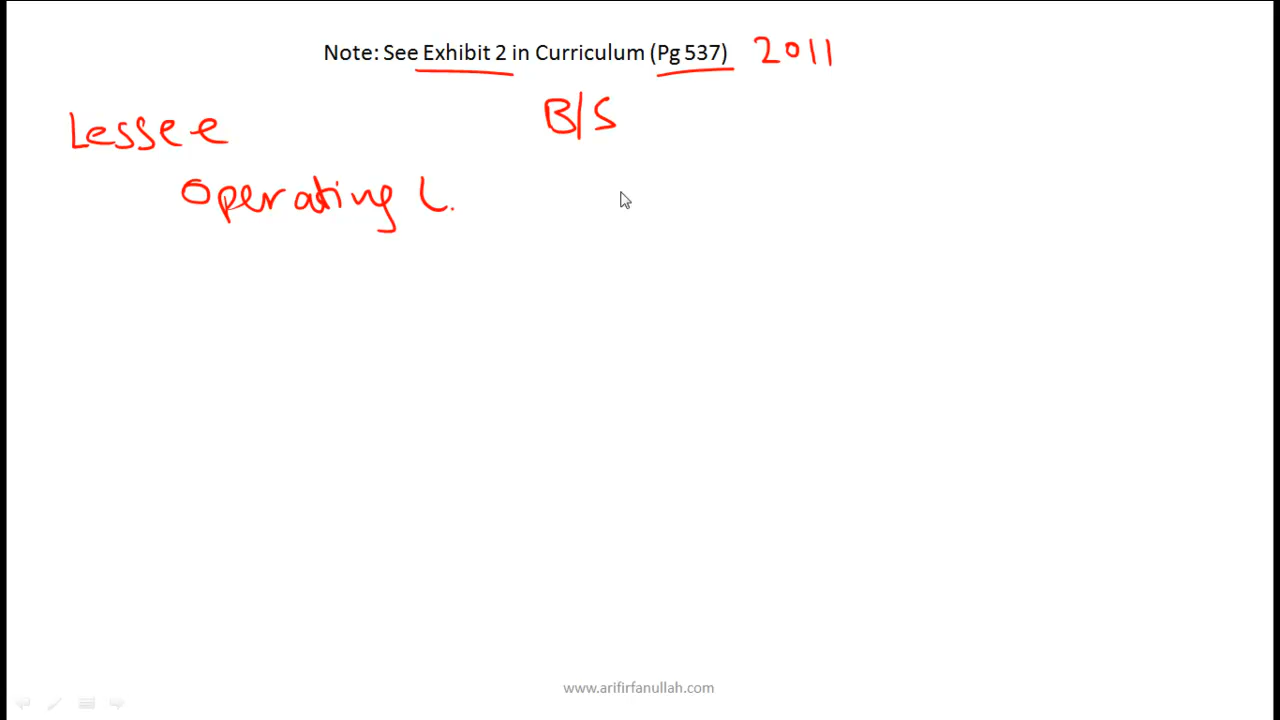 Note: See Exhibit 2 in Curriculum (Pg 537) 2011
B/S
Lessee
Operating L.
www.arifirfanullah.com